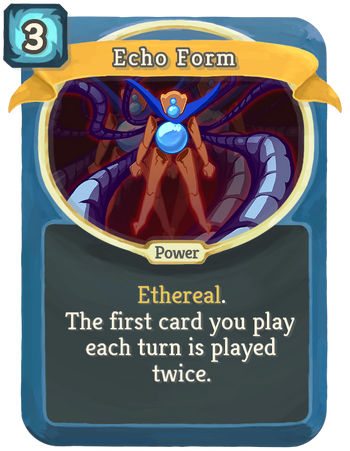 3
Echo Form
Power
Ethereal.
The first card you play
each turn is played
twice.